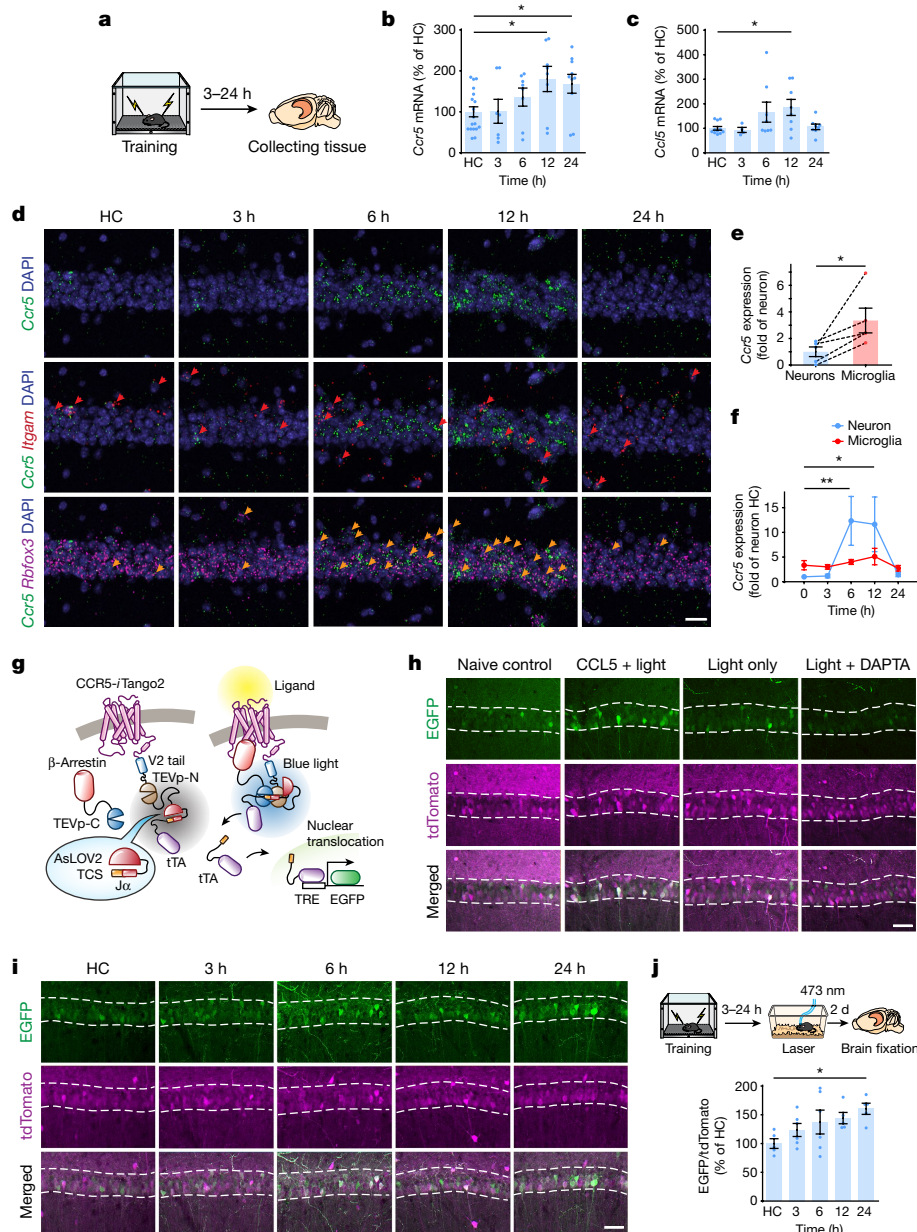 a
3–24 h
Training
Collecting tissue
b
*
*
Ccr5 mRNA (% of HC)
300
200
100
0
HC 3 6 12 24
Time (h)
c
*
Ccl5 mRNA (% of HC)
500
400
300
200
100
0
HC 3 6 12 24
Time (h)
d
HC 3 h 6 h 12 h 24 h
Ccr5 DAPI
Ccr5 Itgam DAPI
Ccr5 Rbfox3 DAPI
e
*
Ccr5 expression
(fold of neuron)
8
6
4
2
0
Neurons Microglia
f
Neuron
Microglia
*
**
Ccr5 expression
(fold of neuron HC)
15
10
5
0
0 3 6 12 24
Time (h)
g
CCR5-iTango2
Ligand
β-Arrestin
V2 tail
TEVp-N
Blue light
TEVp-C
AsLOV2
TCS
Jα
tTA
tTA
Nuclear
translocation
TRE EGFP
h
Naive control CCL5 + light Light only Light + DAPTA
EGFP
tdTomato
Merged
i
HC 3 h 6 h 12 h 24 h
EGFP
tdTomato
Merged
j
473 nm
3–24 h
2 d
Training Laser Brain fixation
*
EGFP/tdTomato
(% of HC)
200
150
100
50
0
HC 3 6 12 24
Time (h)